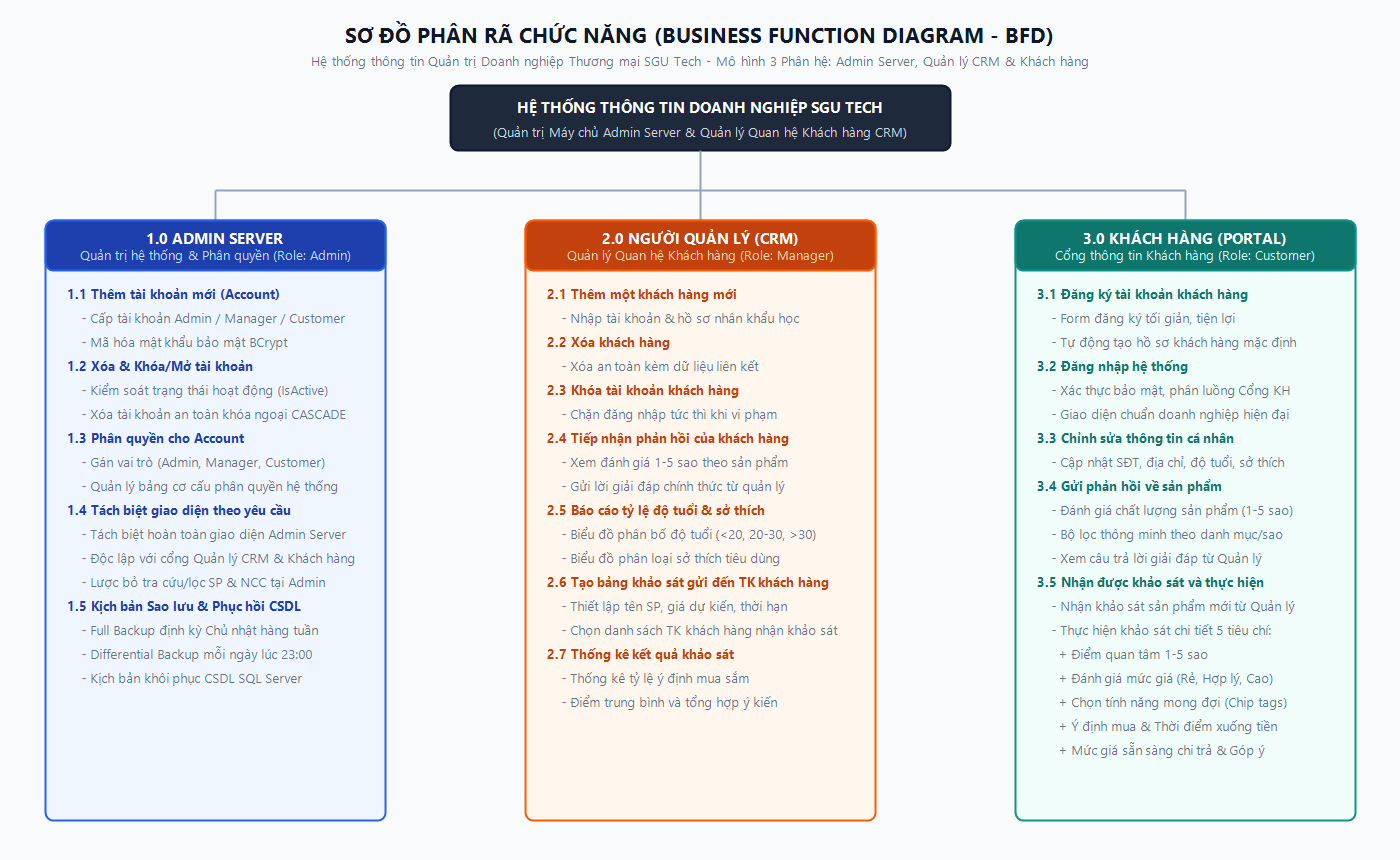 SƠ ĐỒ PHÂN RÃ CHỨC NĂNG (BUSINESS FUNCTION DIAGRAM - BFD)
Hệ thống thông tin Quản trị Doanh nghiệp Thương mại SGU Tech - Mô hình 3 Phân hệ: Admin Server, Quản lý CRM & Khách hàng
HỆ THỐNG THÔNG TIN DOANH NGHIỆP SGU TECH
(Quản trị Máy chủ Admin Server & Quản lý Quan hệ Khách hàng CRM)
1.0 ADMIN SERVER
Quản trị hệ thống & Phân quyền (Role: Admin)
1.1 Thêm tài khoản mới (Account)
- Cấp tài khoản Admin / Manager / Customer
- Mã hóa mật khẩu bảo mật BCrypt
1.2 Xóa & Khóa/Mở tài khoản
- Kiểm soát trạng thái hoạt động (IsActive)
- Xóa tài khoản an toàn khóa ngoại CASCADE
1.3 Phân quyền cho Account
- Gán vai trò (Admin, Manager, Customer)
- Quản lý bảng cơ cấu phân quyền hệ thống
1.4 Tách biệt giao diện theo yêu cầu
- Tách biệt hoàn toàn giao diện Admin Server
- Độc lập với cổng Quản lý CRM & Khách hàng
- Lược bỏ tra cứu/lọc SP & NCC tại Admin
1.5 Kịch bản Sao lưu & Phục hồi CSDL
- Full Backup định kỳ Chủ nhật hàng tuần
- Differential Backup mỗi ngày lúc 23:00
- Kịch bản khôi phục CSDL SQL Server
2.0 NGƯỜI QUẢN LÝ (CRM)
Quản lý Quan hệ Khách hàng (Role: Manager)
2.1 Thêm một khách hàng mới
- Nhập tài khoản & hồ sơ nhân khẩu học
2.2 Xóa khách hàng
- Xóa an toàn kèm dữ liệu liên kết
2.3 Khóa tài khoản khách hàng
- Chặn đăng nhập tức thì khi vi phạm
2.4 Tiếp nhận phản hồi của khách hàng
- Xem đánh giá 1-5 sao theo sản phẩm
- Gửi lời giải đáp chính thức từ quản lý
2.5 Báo cáo tỷ lệ độ tuổi & sở thích
- Biểu đồ phân bố độ tuổi (<20, 20-30, >30)
- Biểu đồ phân loại sở thích tiêu dùng
2.6 Tạo bảng khảo sát gửi đến TK khách hàng
- Thiết lập tên SP, giá dự kiến, thời hạn
- Chọn danh sách TK khách hàng nhận khảo sát
2.7 Thống kê kết quả khảo sát
- Thống kê tỷ lệ ý định mua sắm
- Điểm trung bình và tổng hợp ý kiến
3.0 KHÁCH HÀNG (PORTAL)
Cổng thông tin Khách hàng (Role: Customer)
3.1 Đăng ký tài khoản khách hàng
- Form đăng ký tối giản, tiện lợi
- Tự động tạo hồ sơ khách hàng mặc định
3.2 Đăng nhập hệ thống
- Xác thực bảo mật, phân luồng Cổng KH
- Giao diện chuẩn doanh nghiệp hiện đại
3.3 Chỉnh sửa thông tin cá nhân
- Cập nhật SĐT, địa chỉ, độ tuổi, sở thích
3.4 Gửi phản hồi về sản phẩm
- Đánh giá chất lượng sản phẩm (1-5 sao)
- Bộ lọc thông minh theo danh mục/sao
- Xem câu trả lời giải đáp từ Quản lý
3.5 Nhận được khảo sát và thực hiện
- Nhận khảo sát sản phẩm mới từ Quản lý
- Thực hiện khảo sát chi tiết 5 tiêu chí:
+ Điểm quan tâm 1-5 sao
+ Đánh giá mức giá (Rẻ, Hợp lý, Cao)
+ Chọn tính năng mong đợi (Chip tags)
+ Ý định mua & Thời điểm xuống tiền
+ Mức giá sẵn sàng chi trả & Góp ý